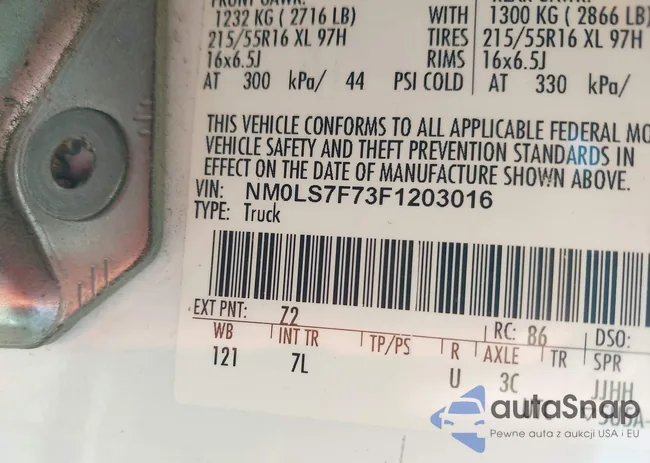 FRONT GAWR:
REAR GAWR:
1232 KG ( 2716 LB) WITH 1300 KG ( 2866 LB)
215/55R16 XL 97H TIRES 215/55R16 XL 97H
16x6.5J RIMS 16x6.5J
AT 300 kPa/ 44 PSI COLD AT 330 kPa/
THIS VEHICLE CONFORMS TO ALL APPLICABLE FEDERAL MO
VEHICLE SAFETY AND THEFT PREVENTION STANDARDS IN
EFFECT ON THE DATE OF MANUFACTURE SHOWN ABOVE.
VIN: NM0LS7F73F1203016
TYPE: Truck
EXT PNT: Z2 RC: 86 DSO:
WB INT TR TP/PS R AXLE TR SPR
121 7L U 3C JJHH
autoSnap
Pewne auta z aukcji USA i EU